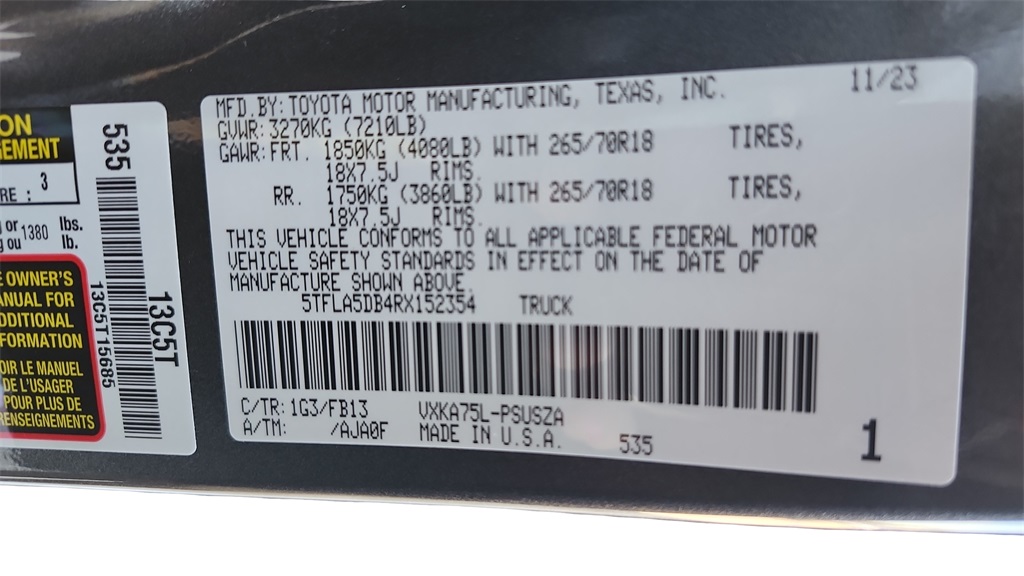 ON
GEMENT
RE : 3
or 1380 lbs.
ou lb.
OWNER'S
ANUAL FOR
DDITIONAL
FORMATION
OIR LE MANUEL
DE L'USAGER
POUR PLUS DE
RENSEIGNEMENTS
535
13C5T
13C5T15685
MFD.BY: TOYOTA MOTOR MANUFACTURING, TEXAS, INC. 11/23
GVWR: 3270KG (7210LB)
GAWR: FRT. 1850KG (4080LB) WITH 265/70R18 TIRES,
18X7.5J RIMS.
RR. 1750KG (3860LB) WITH 265/70R18 TIRES,
18X7.5J RIMS.
THIS VEHICLE CONFORMS TO ALL APPLICABLE FEDERAL MOTOR
VEHICLE SAFETY STANDARDS IN EFFECT ON THE DATE OF
MANUFACTURE SHOWN ABOVE.
5TFLA5DB4RX152354 TRUCK
C/TR: 1G3/FB13 VXKA75L-PSUSZA
A/TM: /AJA0F MADE IN U.S.A. 535
1